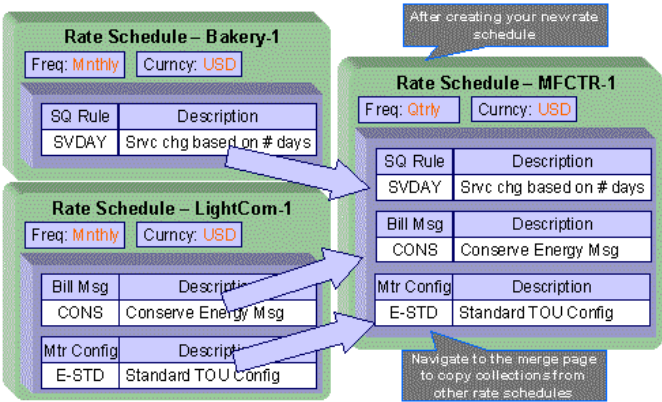 Rate Schedule – Bakery-1
Freq: Mnthly Curncy: USD
SQ Rule Description
SVDAY Srvc chg based on # days
Rate Schedule – LightCom-1
Freq: Mnthly Curncy: USD
Bill Msg Description
CONS Conserve Energy Msg
Mtr Config Description
E-STD Standard TOU Config
After creating your new rate
schedule
Rate Schedule – MFCTR-1
Freq: Qtrly Curncy: USD
SQ Rule Description
SVDAY Srvc chg based on # days
Bill Msg Description
CONS Conserve Energy Msg
Mtr Config Description
E-STD Standard TOU Config
Navigate to the merge page
to copy collections from
other rate schedules